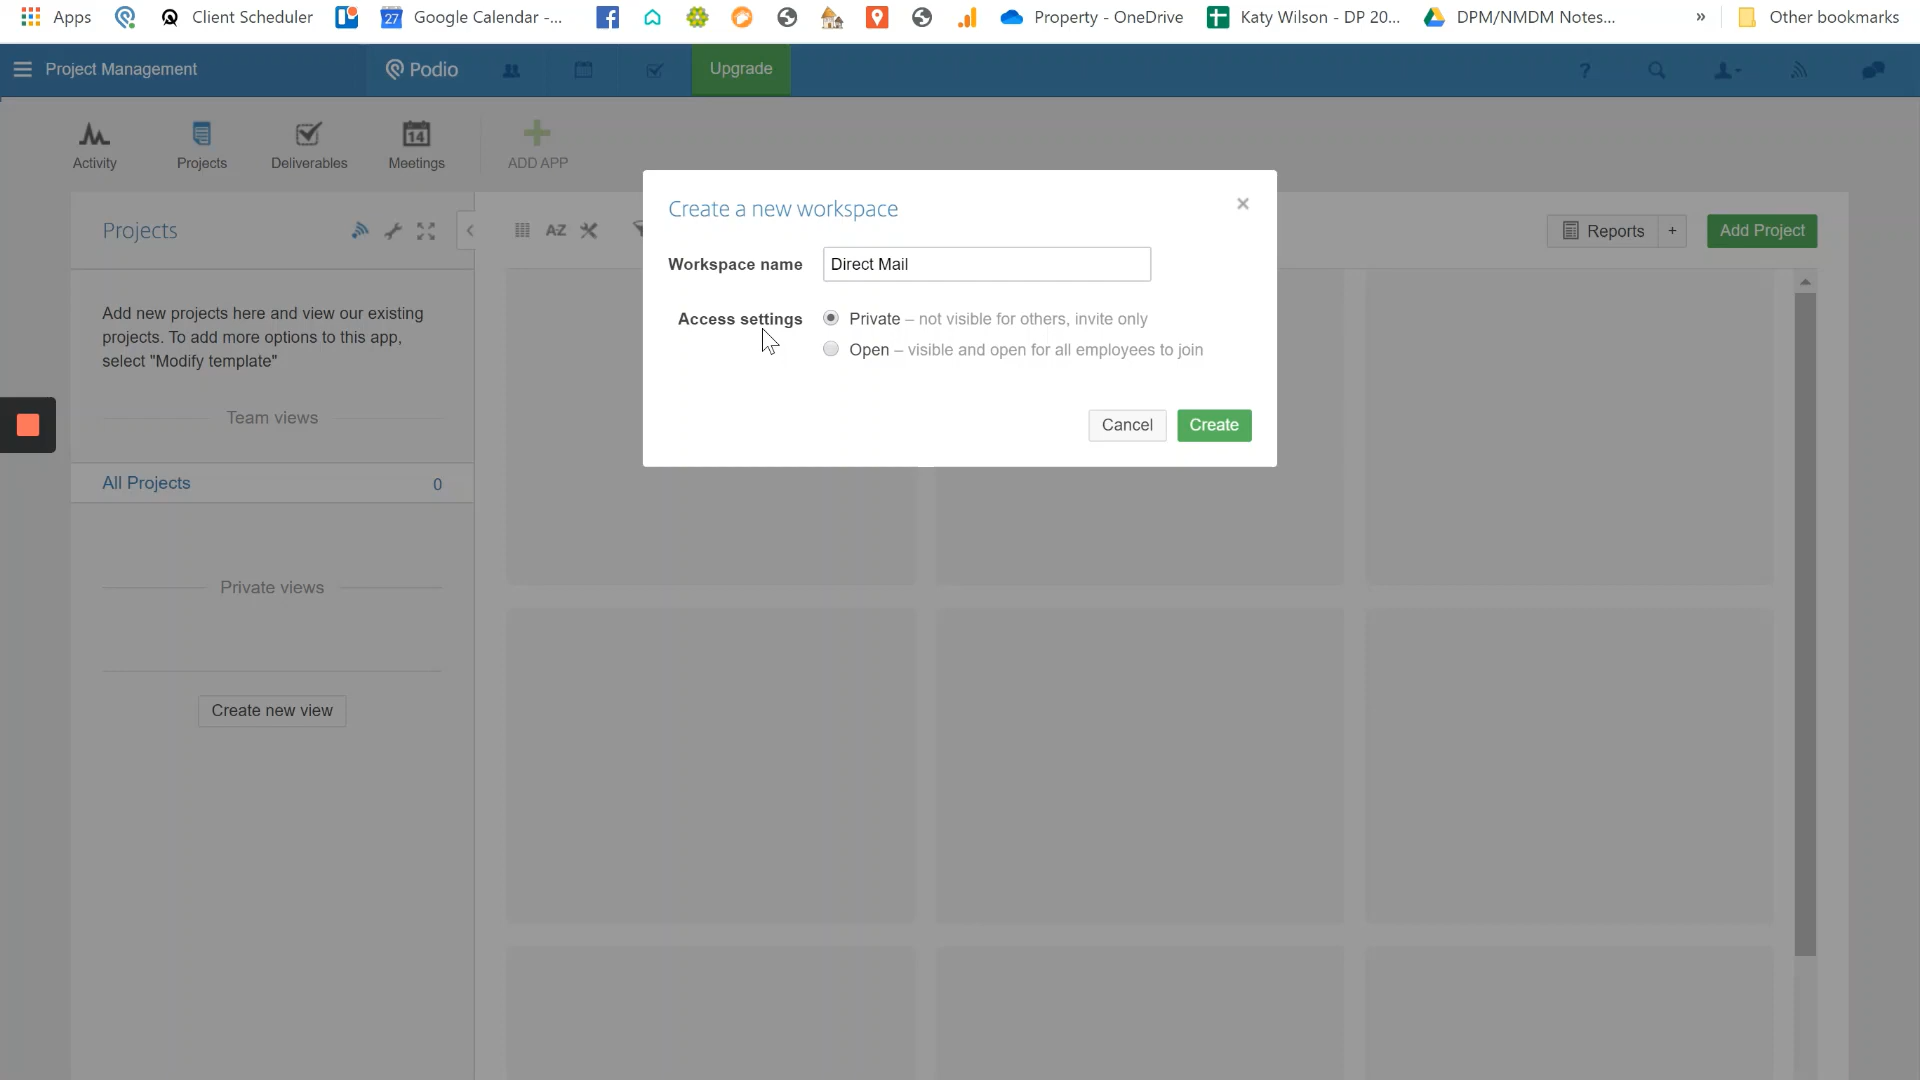 Apps
Client Scheduler
27
Google Calendar -...
Property - OneDrive
Katy Wilson - DP 20...
DPM/NMDM Notes...
»
Other bookmarks
Project Management
Podio
Upgrade
?
Activity
Projects
Deliverables
14
Meetings
ADD APP
Projects
A-Z
Reports
+
Add Project
Create a new workspace
×
Workspace name
Direct Mail
Access settings
Private – not visible for others, invite only
Open – visible and open for all employees to join
Cancel
Create
Add new projects here and view our existing
projects. To add more options to this app,
select "Modify template"
Team views
All Projects
0
Private views
Create new view